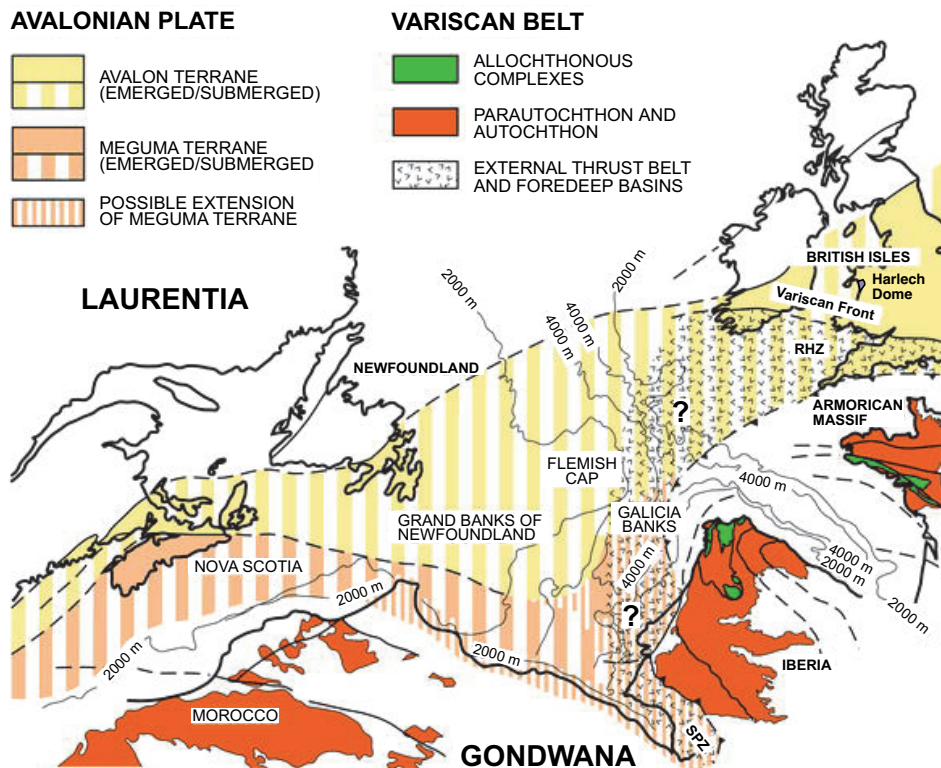 AVALONIAN PLATE
AVALON TERRANE
(EMERGED/SUBMERGED)
MEGUMA TERRANE
(EMERGED/SUBMERGED
POSSIBLE EXTENSION
OF MEGUMA TERRANE
VARISCAN BELT
ALLOCHTHONOUS
COMPLEXES
PARAUTOCHTHON AND
AUTOCHTHON
EXTERNAL THRUST BELT
AND FOREDEEP BASINS
LAURENTIA
2000 m
4000 m
4000 m
2000 m
BRITISH ISLES
Harlech
Dome
Variscan Front
RHZ
NEWFOUNDLAND
ARMORICAN
MASSIF
?
FLEMISH
CAP
4000 m
GRAND BANKS OF
NEWFOUNDLAND
GALICIA
BANKS
4000 m
4000 m
2000 m
2000 m
NOVA SCOTIA
2000 m
2000 m
2000 m
?
IBERIA
MOROCCO
SPZ
GONDWANA